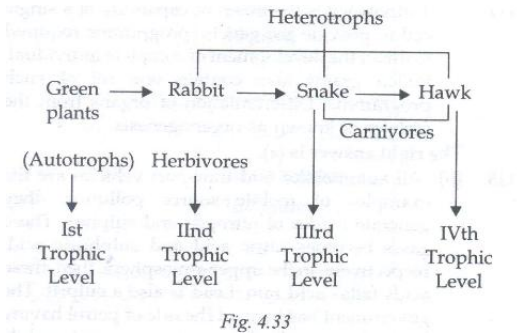 Heterotrophs
Green plants Rabbit Snake Hawk
Carnivores
(Autotrophs) Herbivores
Ist Trophic Level IInd Trophic Level IIIrd Trophic Level IVth Trophic Level
Fig. 4.33